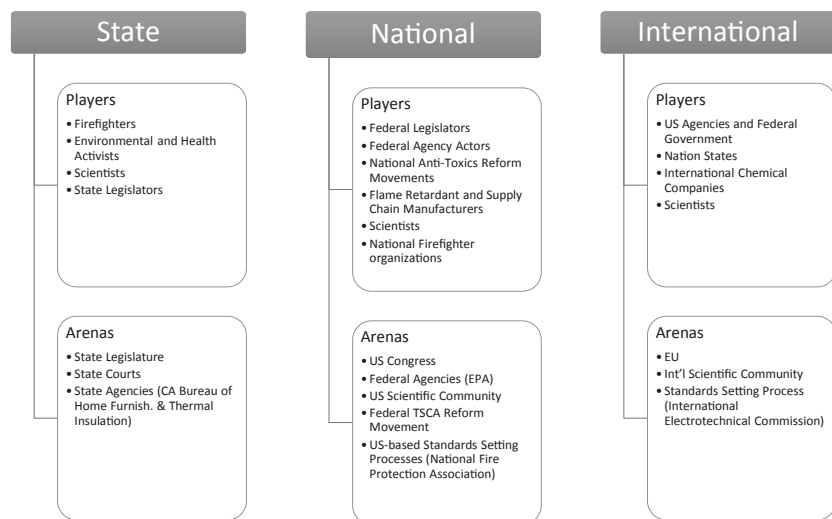 State
Players
• Firefighters
• Environmental and Health
Activists
• Scientists
• State Legislators
Arenas
• State Legislature
• State Courts
• State Agencies (CA Bureau of
Home Furnish. & Thermal
Insulation)
National
Players
• Federal Legislators
• Federal Agency Actors
• National Anti-Toxics Reform
Movements
• Flame Retardant and Supply
Chain Manufacturers
• Scientists
• National Firefighter
organizations
Arenas
• US Congress
• Federal Agencies (EPA)
• US Scientific Community
• Federal TSCA Reform
Movement
• US-based Standards Setting
Processes (National Fire
Protection Association)
International
Players
• US Agencies and Federal
Government
• Nation States
• International Chemical
Companies
• Scientists
Arenas
• EU
• Int'l Scientific Community
• Standards Setting Process
(International
Electrotechnical Commission)